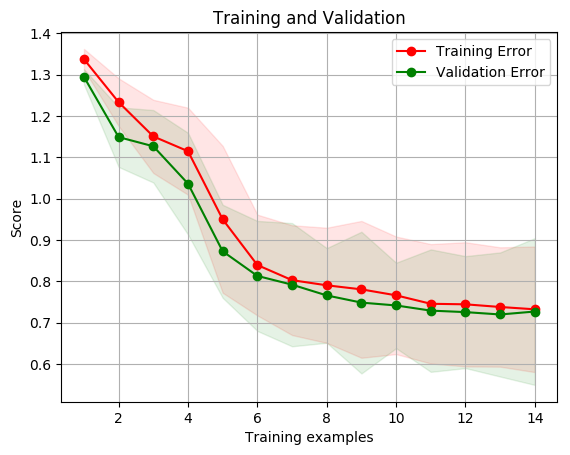 Training and Validation
1.4
1.3
1.2
1.1
1.0
0.9
0.8
0.7
0.6
Score
Training Error
Validation Error
2 4 6 8 10 12 14
Training examples